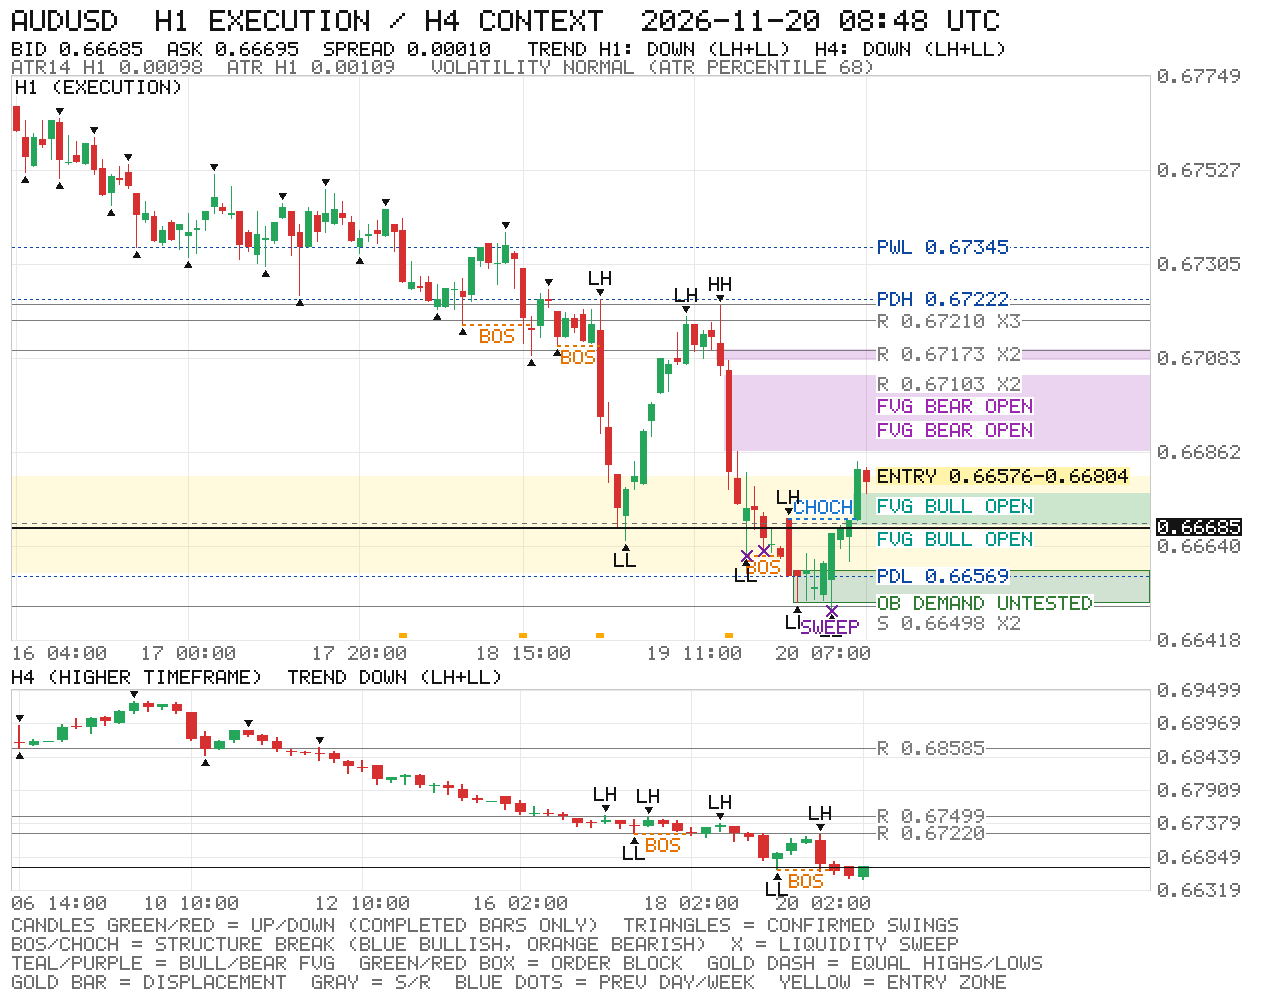 AUDUSD H1 EXECUTION / H4 CONTEXT 2026-11-20 08:48 UTC
BID 0.66685 ASK 0.66695 SPREAD 0.00010 TREND H1: DOWN (LH+LL) H4: DOWN (LH+LL)
ATR14 H1 0.00098 ATR H1 0.00109 VOLATILITY NORMAL (ATR PERCENTILE 68)
H1 (EXECUTION)
0.67749
0.67527
PWL 0.67345
0.67305
LH
LH
HH
PDH 0.67222
R 0.67210 X3
BOS
BOS
R 0.67173 X2
0.67083
R 0.67103 X2
FVG BEAR OPEN
FVG BEAR OPEN
0.66862
ENTRY 0.66576-0.66804
LH
CHOCH
FVG BULL OPEN
0.66685
FVG BULL OPEN
0.66640
LL
BOS
LL
PDL 0.66569
OB DEMAND UNTESTED
LL
SWEEP
S 0.66498 X2
0.66418
16 04:00 17 00:00 17 20:00 18 15:00 19 11:00 20 07:00
H4 (HIGHER TIMEFRAME) TREND DOWN (LH+LL)
0.69499
0.68969
R 0.68585
0.68439
0.67909
LH
LH
LH
LH
R 0.67499
0.67379
R 0.67220
LL
BOS
0.66849
LL
BOS
0.66319
06 14:00 10 10:00 12 10:00 16 02:00 18 02:00 20 02:00
CANDLES GREEN/RED = UP/DOWN (COMPLETED BARS ONLY) TRIANGLES = CONFIRMED SWINGS
BOS/CHOCH = STRUCTURE BREAK (BLUE BULLISH, ORANGE BEARISH) X = LIQUIDITY SWEEP
TEAL/PURPLE = BULL/BEAR FVG GREEN/RED BOX = ORDER BLOCK GOLD DASH = EQUAL HIGHS/LOWS
GOLD BAR = DISPLACEMENT GRAY = S/R BLUE DOTS = PREV DAY/WEEK YELLOW = ENTRY ZONE